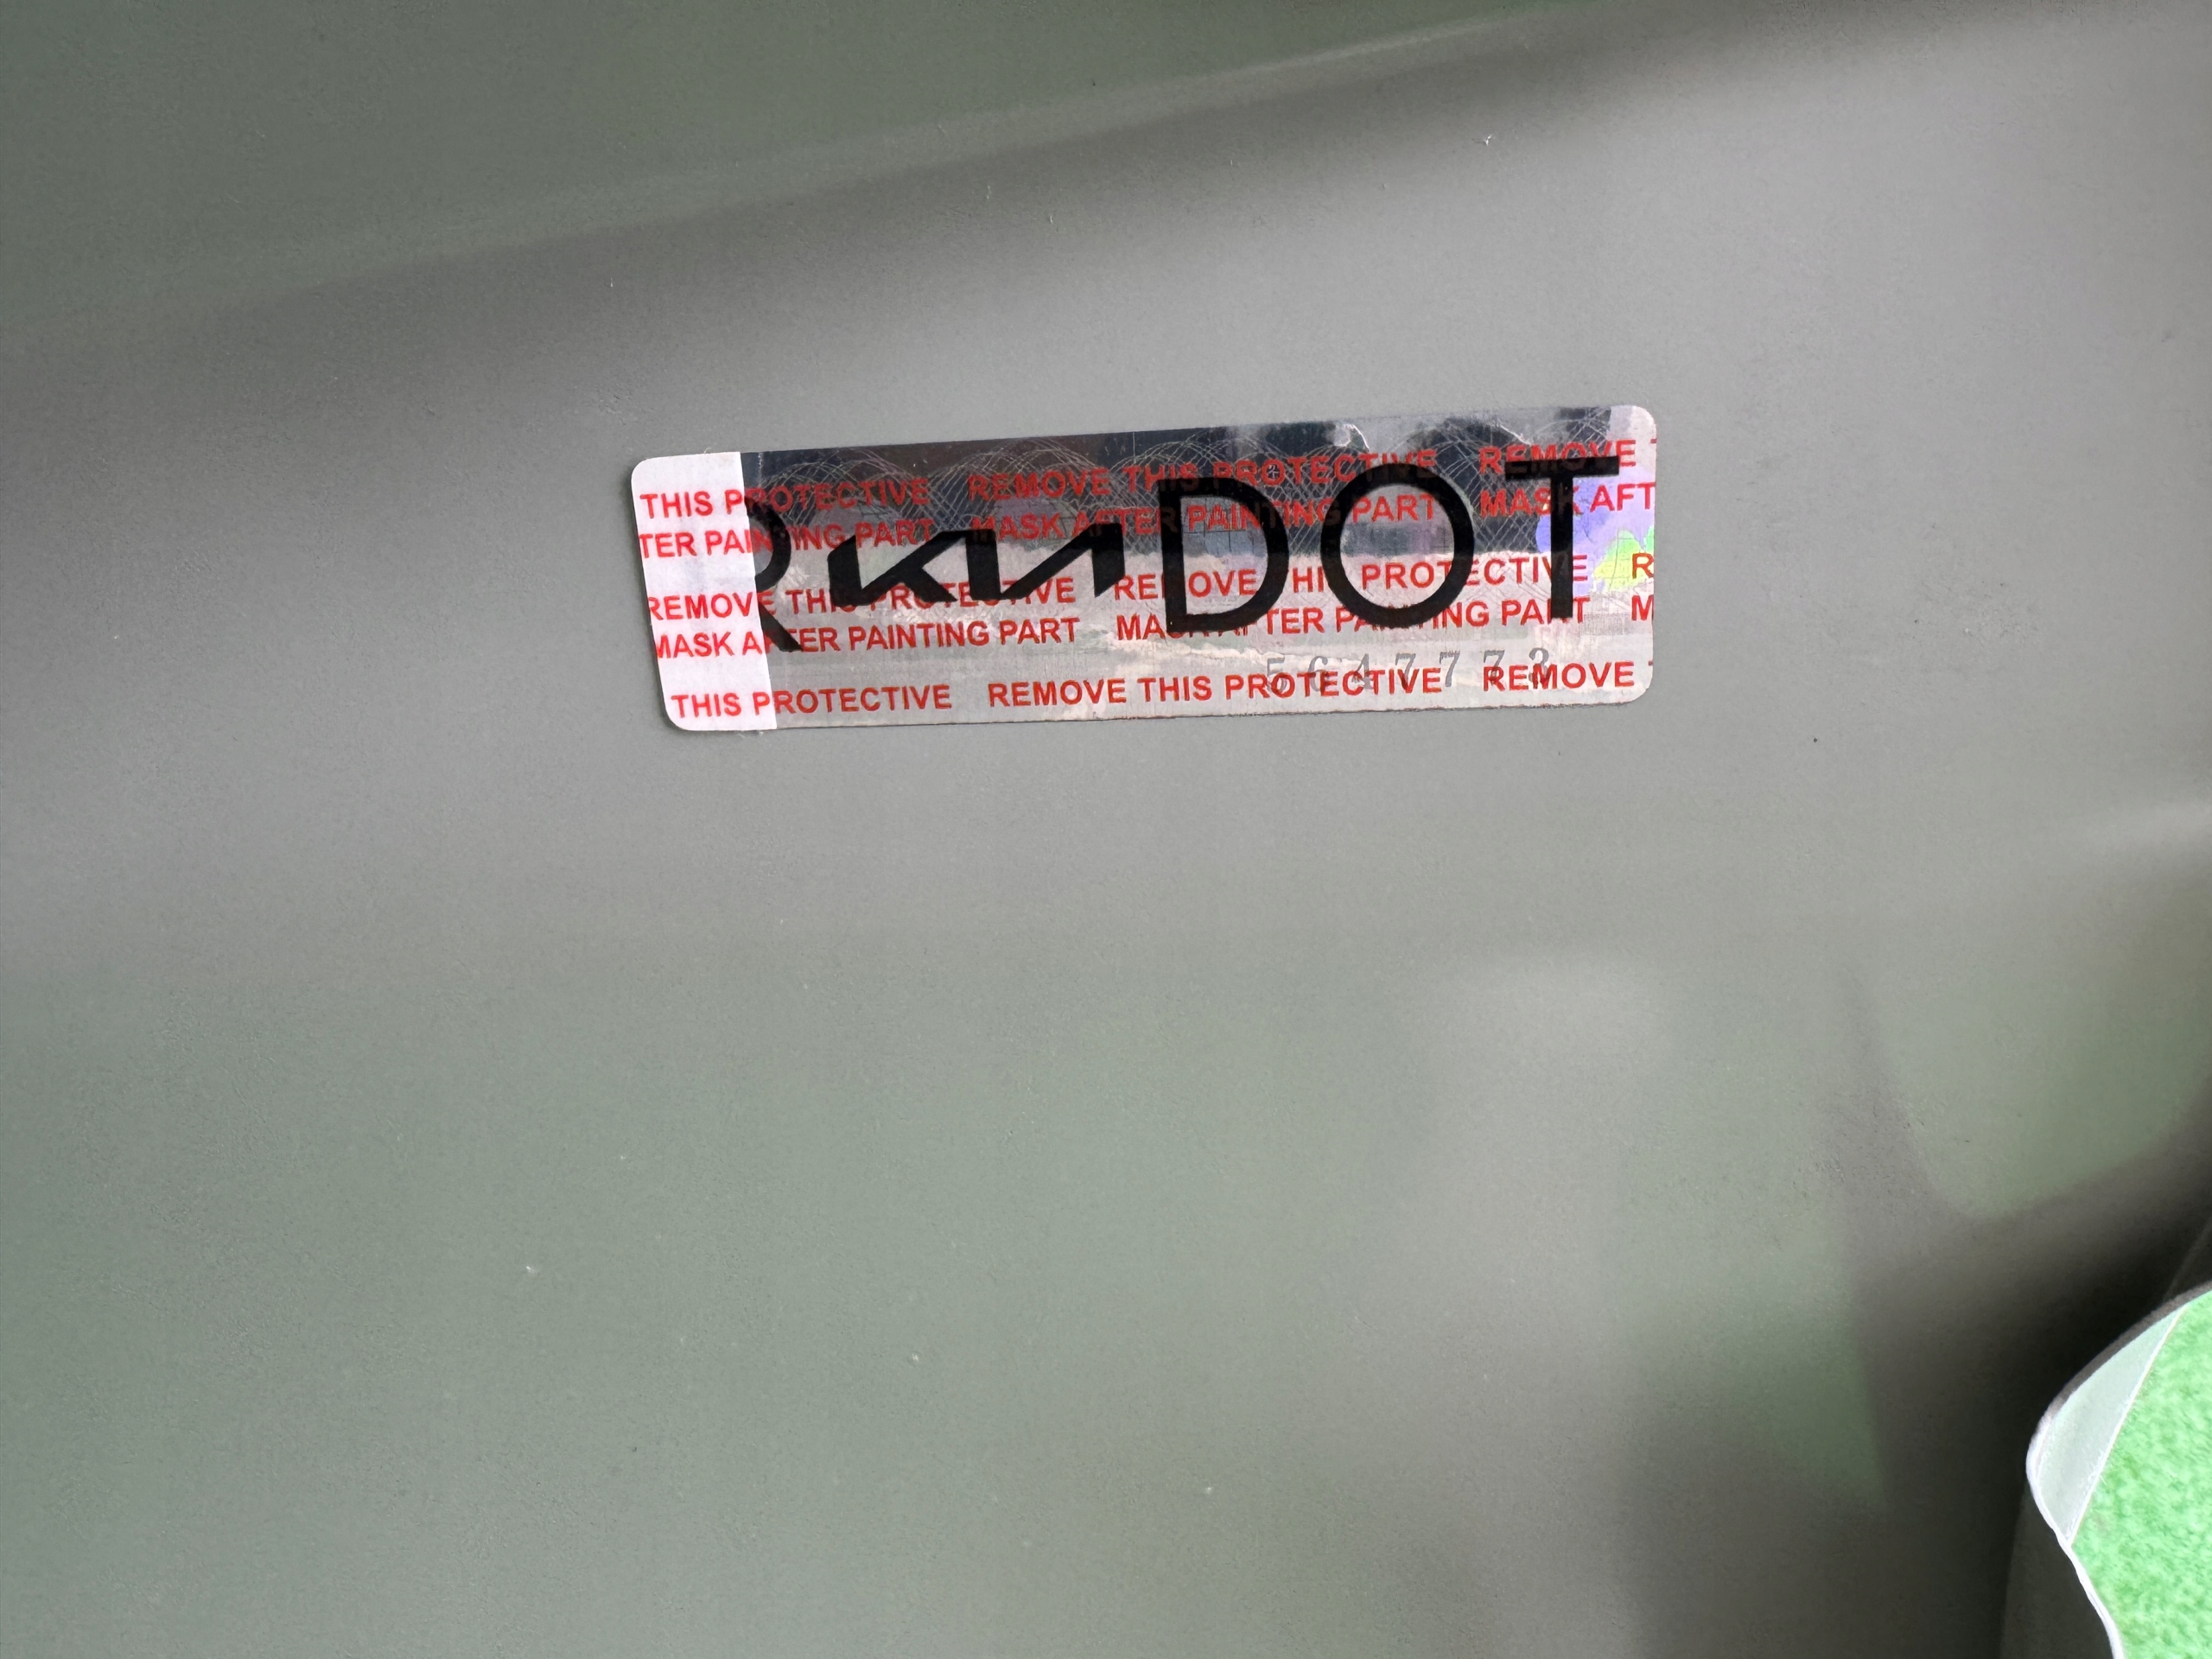 THIS PROTECTIVE REMOVE THIS PROTECTIVE REMOVE
TER PAINTING PART MASK AFTER PAINTING PART MASK AFT
R KIA DOT
REMOVE THIS PROTECTIVE REMOVE THIS PROTECTIVE R
MASK AFTER PAINTING PART MASK AFTER PAINTING PART M
5647773
THIS PROTECTIVE REMOVE THIS PROTECTIVE REMOVE